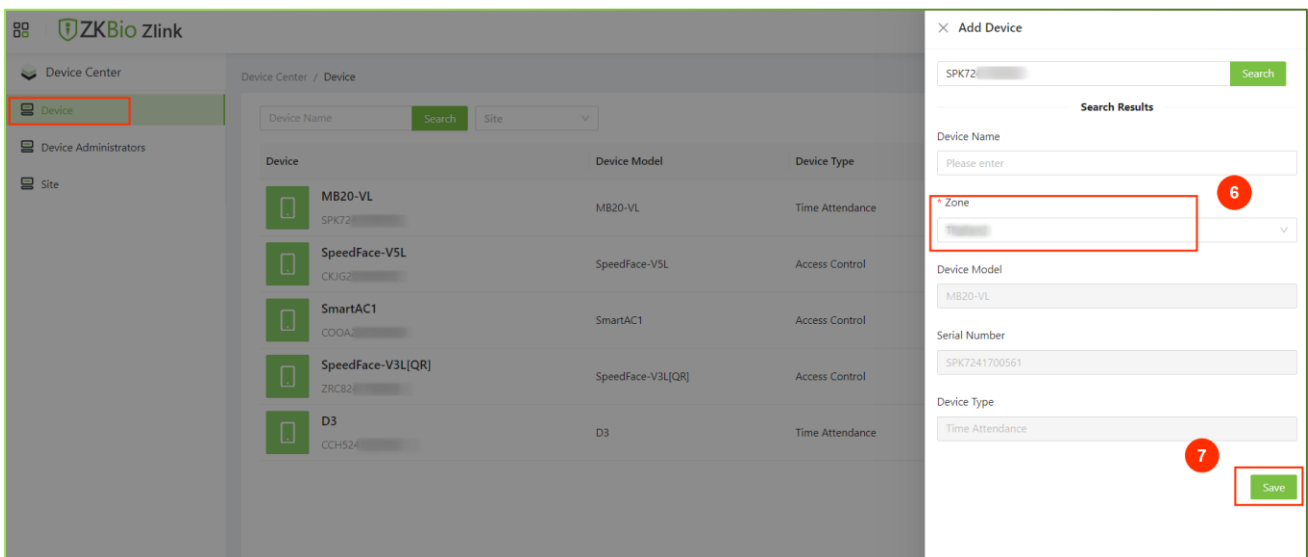 ZKBio Zlink
Device Center
Device
Device Administrators
Site
Device Center / Device
Device Name Search Site
Device Device Model Device Type
MB20-VL MB20-VL Time Attendance
SPK72
SpeedFace-V5L SpeedFace-V5L Access Control
CKJG2
SmartAC1 SmartAC1 Access Control
COOA
SpeedFace-V3L[QR] SpeedFace-V3L[QR] Access Control
ZRC82
D3 D3 Time Attendance
CCH524
Add Device
SPK72 Search
Search Results
Device Name
Please enter
6
* Zone
Device Model
MB20-VL
Serial Number
SPK7241700561
Device Type
Time Attendance
7
Save